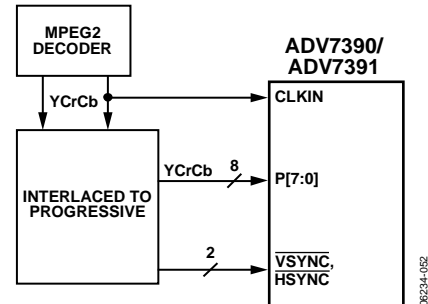 MPEG2
DECODER
ADV7390/
ADV7391
YCrCb
CLKIN
INTERLACED TO
PROGRESSIVE
YCrCb
8
P[7:0]
2
VSYNC,
HSYNC
06234-052